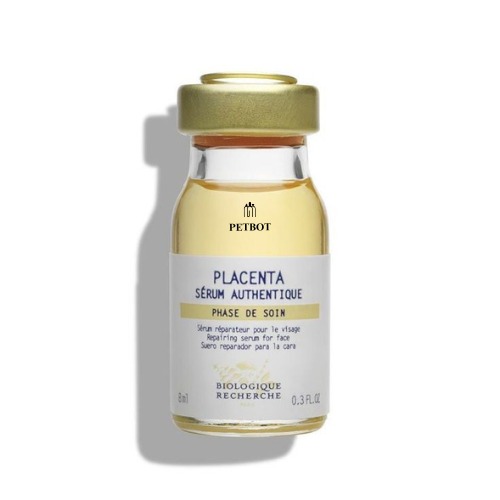 PETBOT
PLACENTA
SÉRUM AUTHENTIQUE
PHASE DE SOIN
Sérum réparateur pour le visage
Repairing serum for face
Suero reparador para la cara
BIOLOGIQUE
RECHERCHE
8ml
0.3 FL.OZ